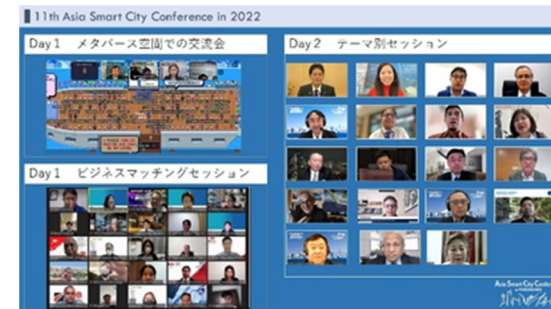 11th Asia Smart City Conference in 2022
Day 1 メタバース空間での交流会
Day 2 テーマ別セッション
Day 1 ビジネスマッチングセッション
Asia Smart City